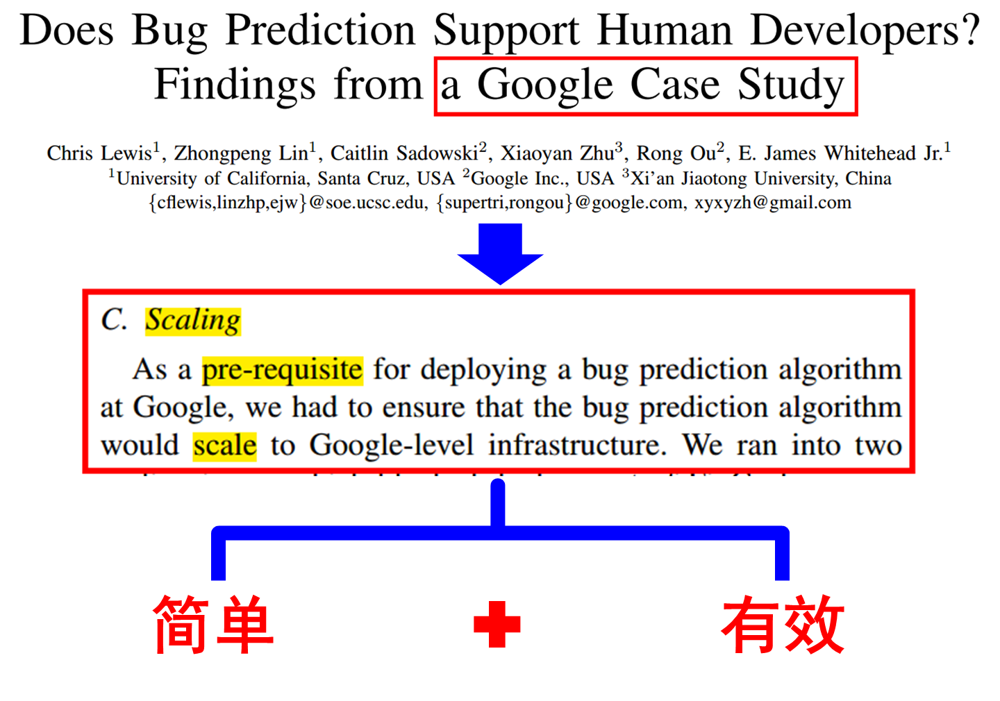 Does Bug Prediction Support Human Developers?
Findings from a Google Case Study
Chris Lewis¹, Zhongpeng Lin¹, Caitlin Sadowski², Xiaoyan Zhu³, Rong Ou², E. James Whitehead Jr.¹
¹University of California, Santa Cruz, USA ²Google Inc., USA ³Xi'an Jiaotong University, China
{cflewis,linzhp,ejw}@soe.ucsc.edu, {supertri,rongou}@google.com, xyxyzh@gmail.com
C. Scaling
As a pre-requisite for deploying a bug prediction algorithm
at Google, we had to ensure that the bug prediction algorithm
would scale to Google-level infrastructure. We ran into two
简单 + 有效